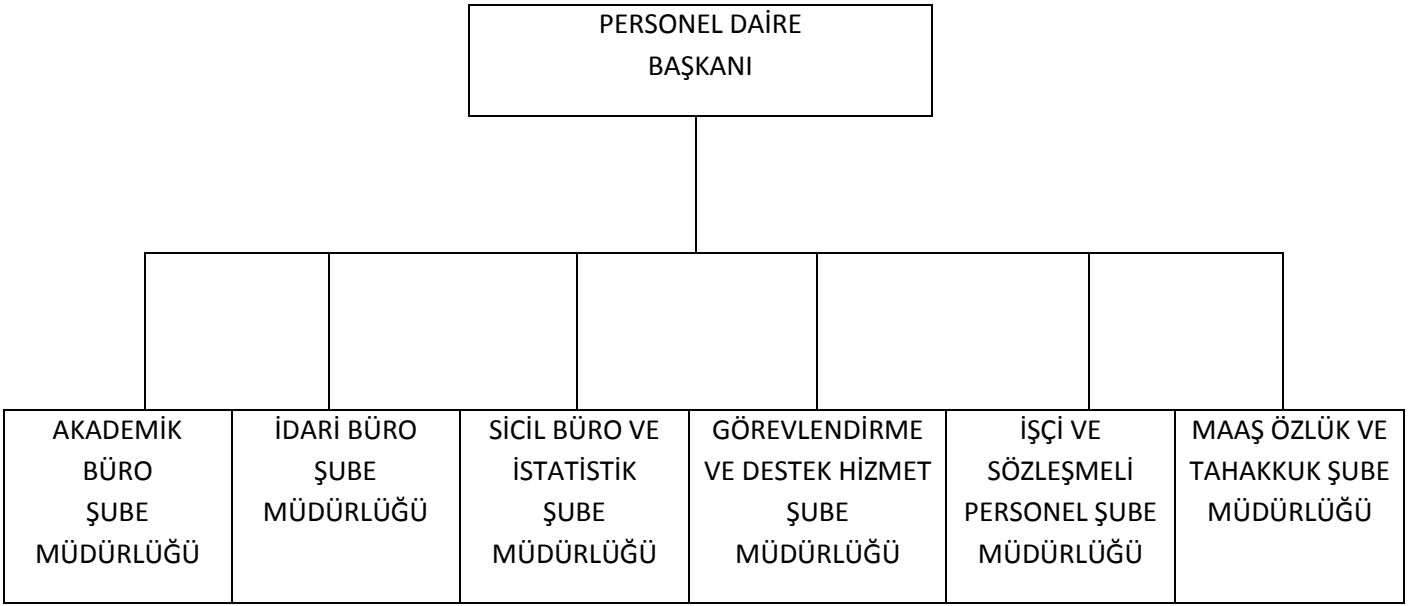 PERSONEL DAİRE
BAŞKANI
AKADEMİK
BÜRO
ŞUBE
MÜDÜRLÜĞÜ
İDARİ BÜRO
ŞUBE
MÜDÜRLÜĞÜ
SİCİL BÜRO VE
İSTATİSTİK
ŞUBE
MÜDÜRLÜĞÜ
GÖREVLENDİRME
VE DESTEK HİZMET
ŞUBE
MÜDÜRLÜĞÜ
İŞÇİ VE
SÖZLEŞMELİ
PERSONEL ŞUBE
MÜDÜRLÜĞÜ
MAAŞ ÖZLÜK VE
TAHAKKUK ŞUBE
MÜDÜRLÜĞÜ